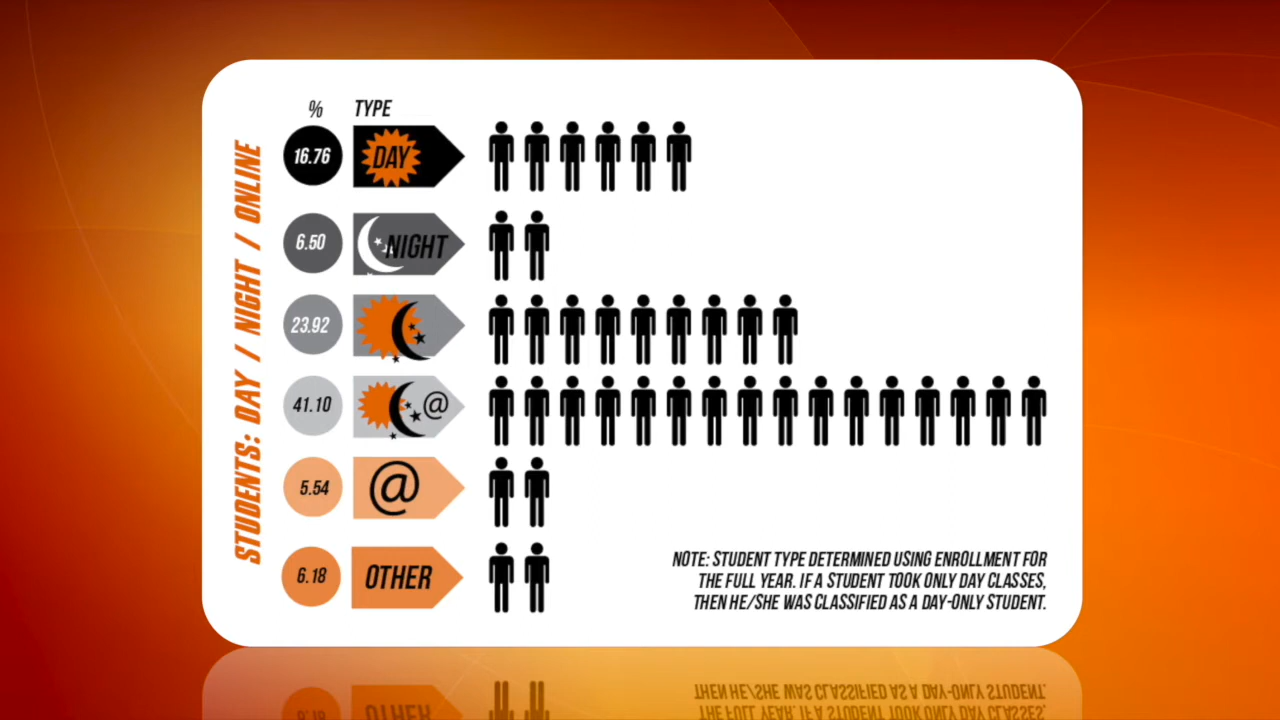 % TYPE
STUDENTS: DAY / NIGHT / ONLINE
16.76 DAY
6.50 NIGHT
23.92
41.10 @
5.54 @
6.18 OTHER
NOTE: STUDENT TYPE DETERMINED USING ENROLLMENT FOR
THE FULL YEAR. IF A STUDENT TOOK ONLY DAY CLASSES,
THEN HE/SHE WAS CLASSIFIED AS A DAY-ONLY STUDENT.